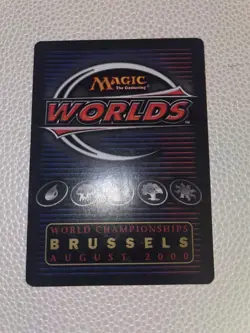 MAGIC
The Gathering
WORLDS
WORLD CHAMPIONSHIPS
BRUSSELS
AUGUST 2000